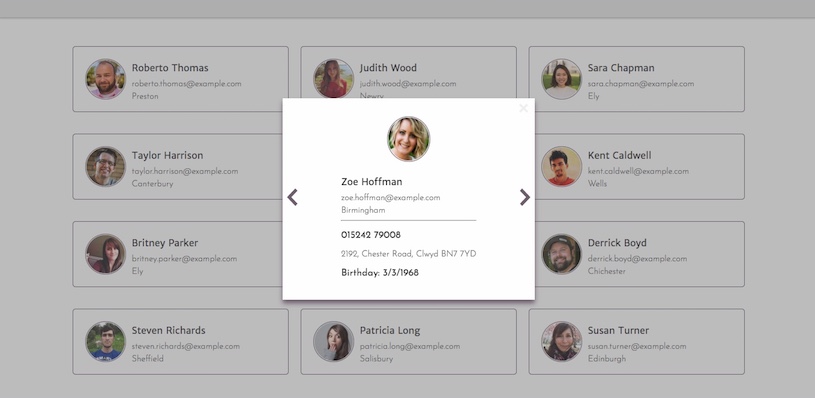 Roberto Thomas
roberto.thomas@example.com
Preston
Judith Wood
judith.wood@example.com
Newry
Sara Chapman
sara.chapman@example.com
Ely
Taylor Harrison
taylor.harrison@example.com
Canterbury
Zoe Hoffman
zoe.hoffman@example.com
Birmingham
015242 79008
2192, Chester Road, Clwyd BN7 7YD
Birthday: 3/3/1968
Kent Caldwell
kent.caldwell@example.com
Wells
Britney Parker
britney.parker@example.com
Ely
Derrick Boyd
derrick.boyd@example.com
Chichester
Steven Richards
steven.richards@example.com
Sheffield
Patricia Long
patricia.long@example.com
Salisbury
Susan Turner
susan.turner@example.com
Edinburgh